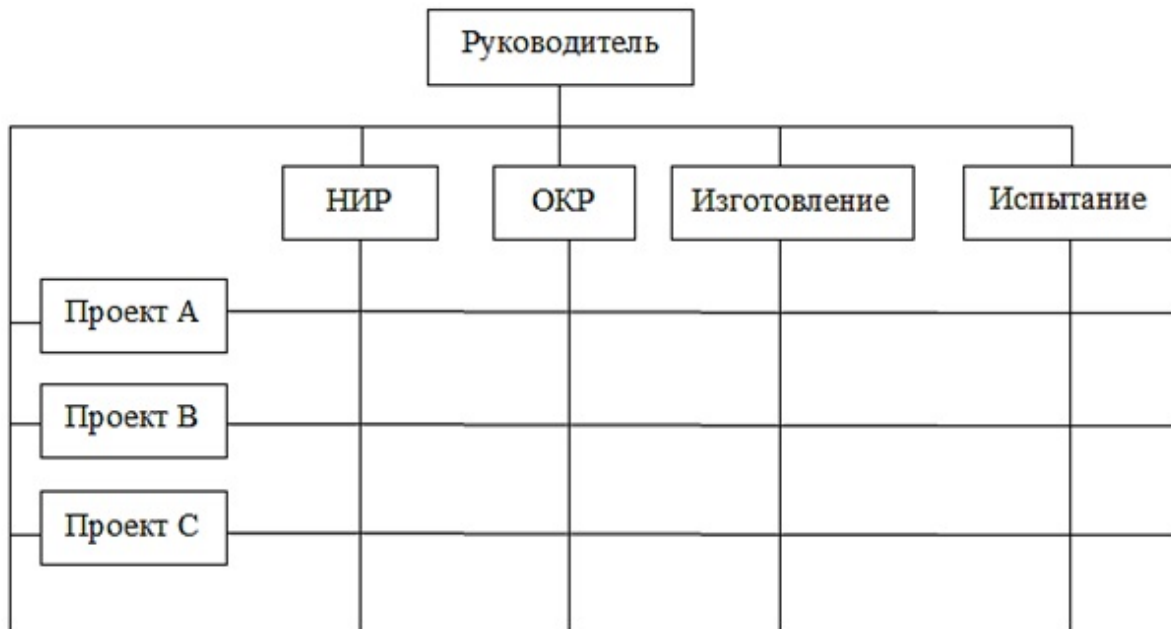 Руководитель
НИР
ОКР
Изготовление
Испытание
Проект А
Проект В
Проект С